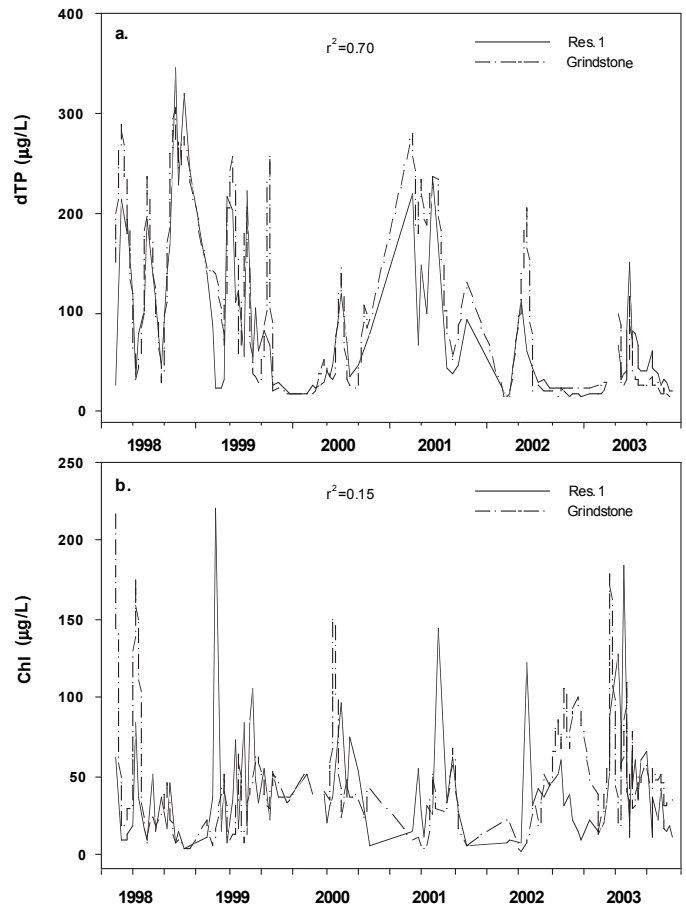 a.
r²=0.70
Res. 1
Grindstone
dTP (µg/L)
400
300
200
100
0
1998 1999 2000 2001 2002 2003
b.
r²=0.15
Res. 1
Grindstone
Chl (µg/L)
250
200
150
100
50
0
1998 1999 2000 2001 2002 2003